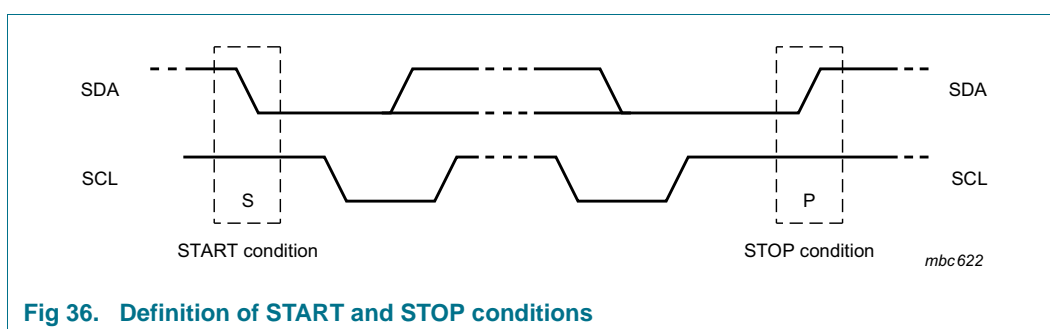 SDA SDA
SCL SCL
S P
START condition STOP condition
mbc622
Fig 36. Definition of START and STOP conditions